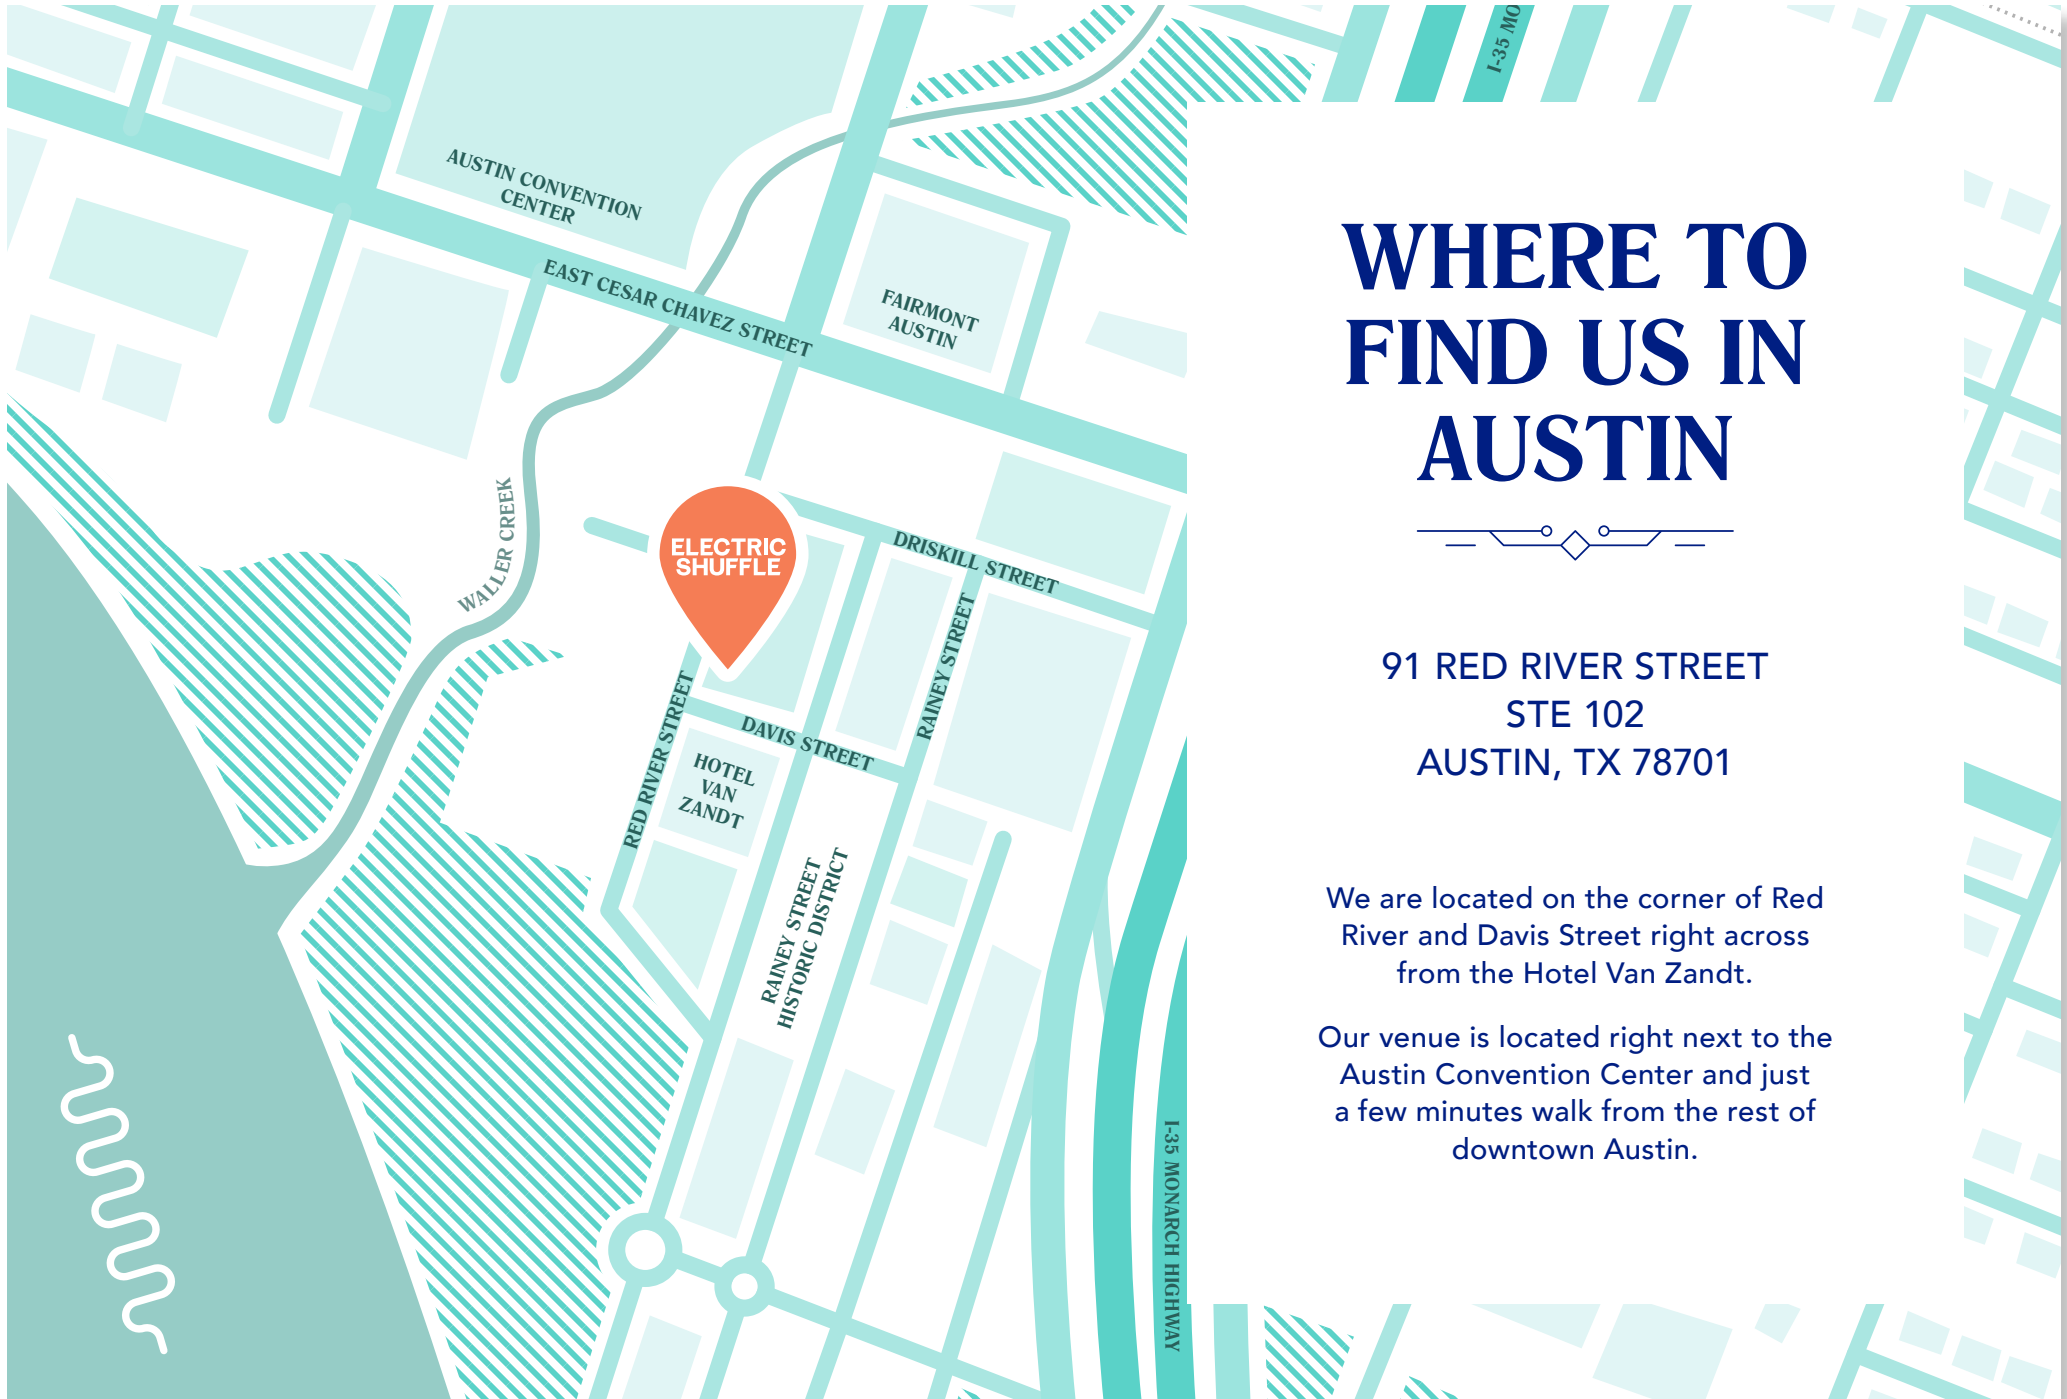 I-35 MO
AUSTIN CONVENTION
CENTER
EAST CESAR CHAVEZ STREET
FAIRMONT
AUSTIN
WALLER CREEK
ELECTRIC
SHUFFLE
DRISKILL STREET
RAINEY STREET
RED RIVER STREET
DAVIS STREET
HOTEL
VAN
ZANDT
RAINEY STREET
HISTORIC DISTRICT
I-35 MONARCH HIGHWAY
WHERE TO
FIND US IN
AUSTIN
91 RED RIVER STREET
STE 102
AUSTIN, TX 78701
We are located on the corner of Red
River and Davis Street right across
from the Hotel Van Zandt.
Our venue is located right next to the
Austin Convention Center and just
a few minutes walk from the rest of
downtown Austin.